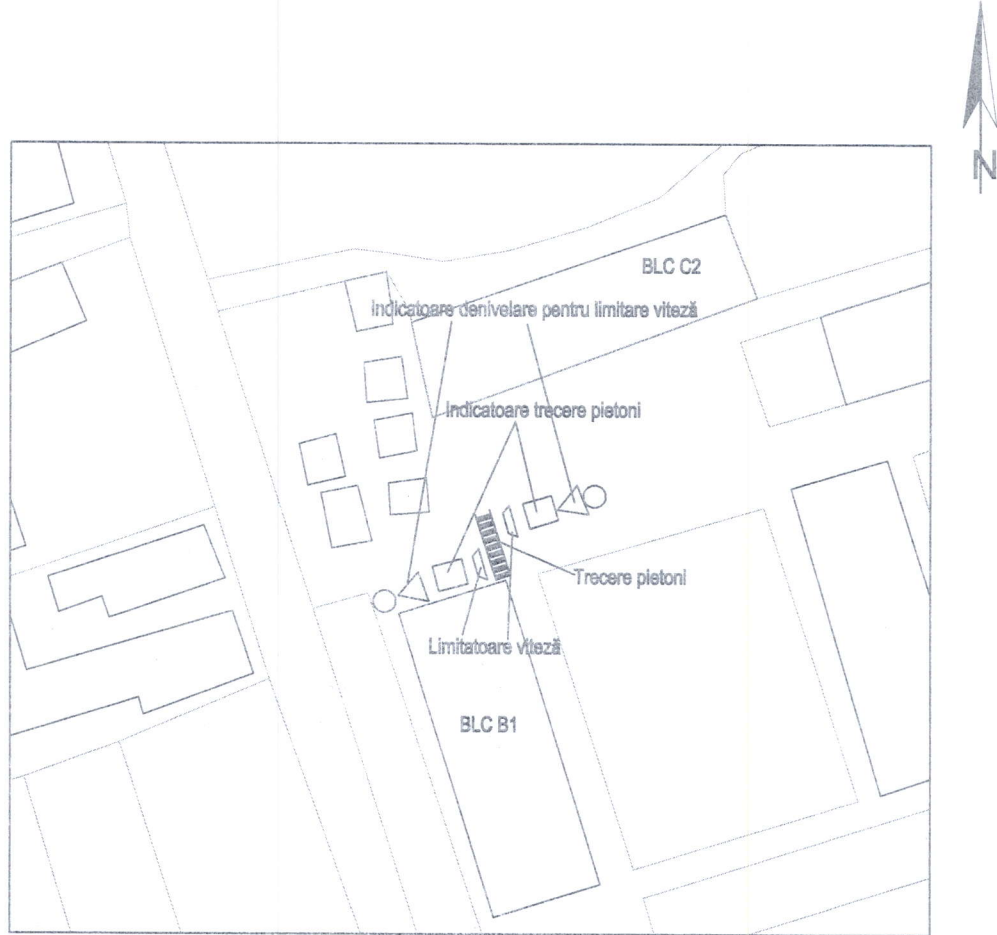 N
BLC C2
Indicatoare denivelare pentru limitare viteză
Indicatoare trecere pietoni
Trecere pietoni
Limitatoare viteză
BLC B1